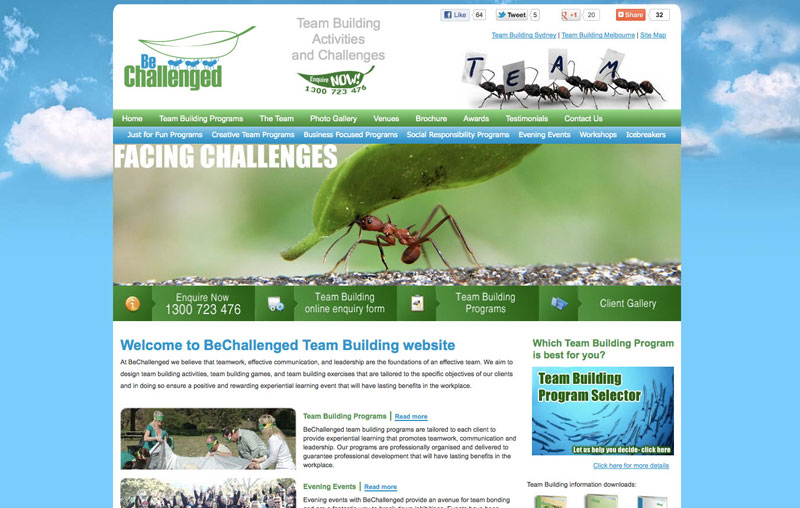 Like 64 Tweet 5 +1 20 Share 32
Team Building Sydney | Team Building Melbourne | Site Map
Be
Challenged
Team Building
Activities
and Challenges
Enquire NOW!
1300 723 476
TEAM
Home Team Building Programs The Team Photo Gallery Venues Brochure Awards Testimonials Contact Us
Just for Fun Programs Creative Team Programs Business Focused Programs Social Responsibility Programs Evening Events Workshops Icebreakers
FACING CHALLENGES
Enquire Now
1300 723 476
Team Building
online enquiry form
Team Building
Programs
Client Gallery
Welcome to BeChallenged Team Building website
At BeChallenged we believe that teamwork, effective communication, and leadership are the foundations of an effective team. We aim to
design team building activities, team building games, and team building exercises that are tailored to the specific objectives of our clients
and in doing so ensure a positive and rewarding experiential learning event that will have lasting benefits in the workplace.
Team Building Programs | Read more
BeChallenged team building programs are tailored to each client to
provide experiential learning that promotes teamwork, communication and
leadership. Our programs are professionally organised and delivered to
guarantee professional development that will have lasting benefits in the
workplace.
Evening Events | Read more
Evening events with BeChallenged provide an avenue for team bonding
Which Team Building Program
is best for you?
Team Building
Program Selector
Let us help you decide- click here
Click here for more details
Team Building information downloads: